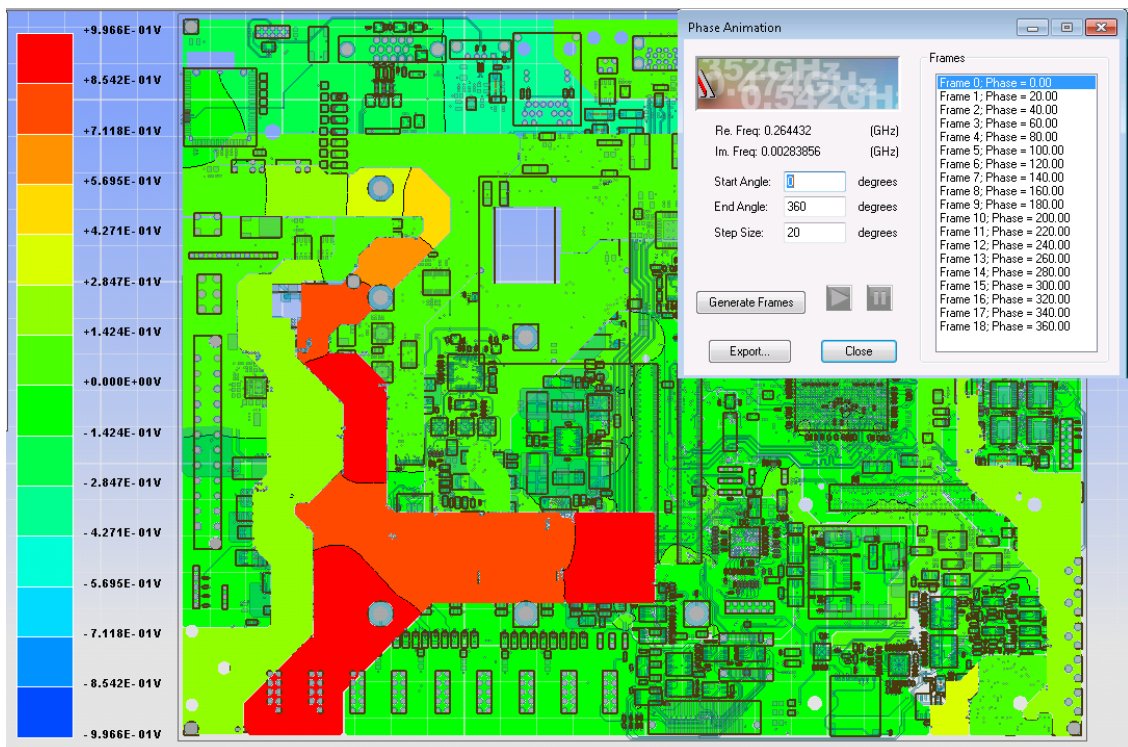 +9.966E-01V
+8.542E-01V
+7.118E-01V
+5.695E-01V
+4.271E-01V
+2.847E-01V
+1.424E-01V
+0.000E+00V
-1.424E-01V
-2.847E-01V
-4.271E-01V
-5.695E-01V
-7.118E-01V
-8.542E-01V
-9.966E-01V
Phase Animation
352GHz
0.474GHz
0.542GHz
Re. Freq: 0.264432 (GHz)
Im. Freq: 0.00283856 (GHz)
Start Angle: 0 degrees
End Angle: 360 degrees
Step Size: 20 degrees
Generate Frames
Export...
Close
Frames
Frame 0; Phase = 0.00
Frame 1; Phase = 20.00
Frame 2; Phase = 40.00
Frame 3; Phase = 60.00
Frame 4; Phase = 80.00
Frame 5; Phase = 100.00
Frame 6; Phase = 120.00
Frame 7; Phase = 140.00
Frame 8; Phase = 160.00
Frame 9; Phase = 180.00
Frame 10; Phase = 200.00
Frame 11; Phase = 220.00
Frame 12; Phase = 240.00
Frame 13; Phase = 260.00
Frame 14; Phase = 280.00
Frame 15; Phase = 300.00
Frame 16; Phase = 320.00
Frame 17; Phase = 340.00
Frame 18; Phase = 360.00